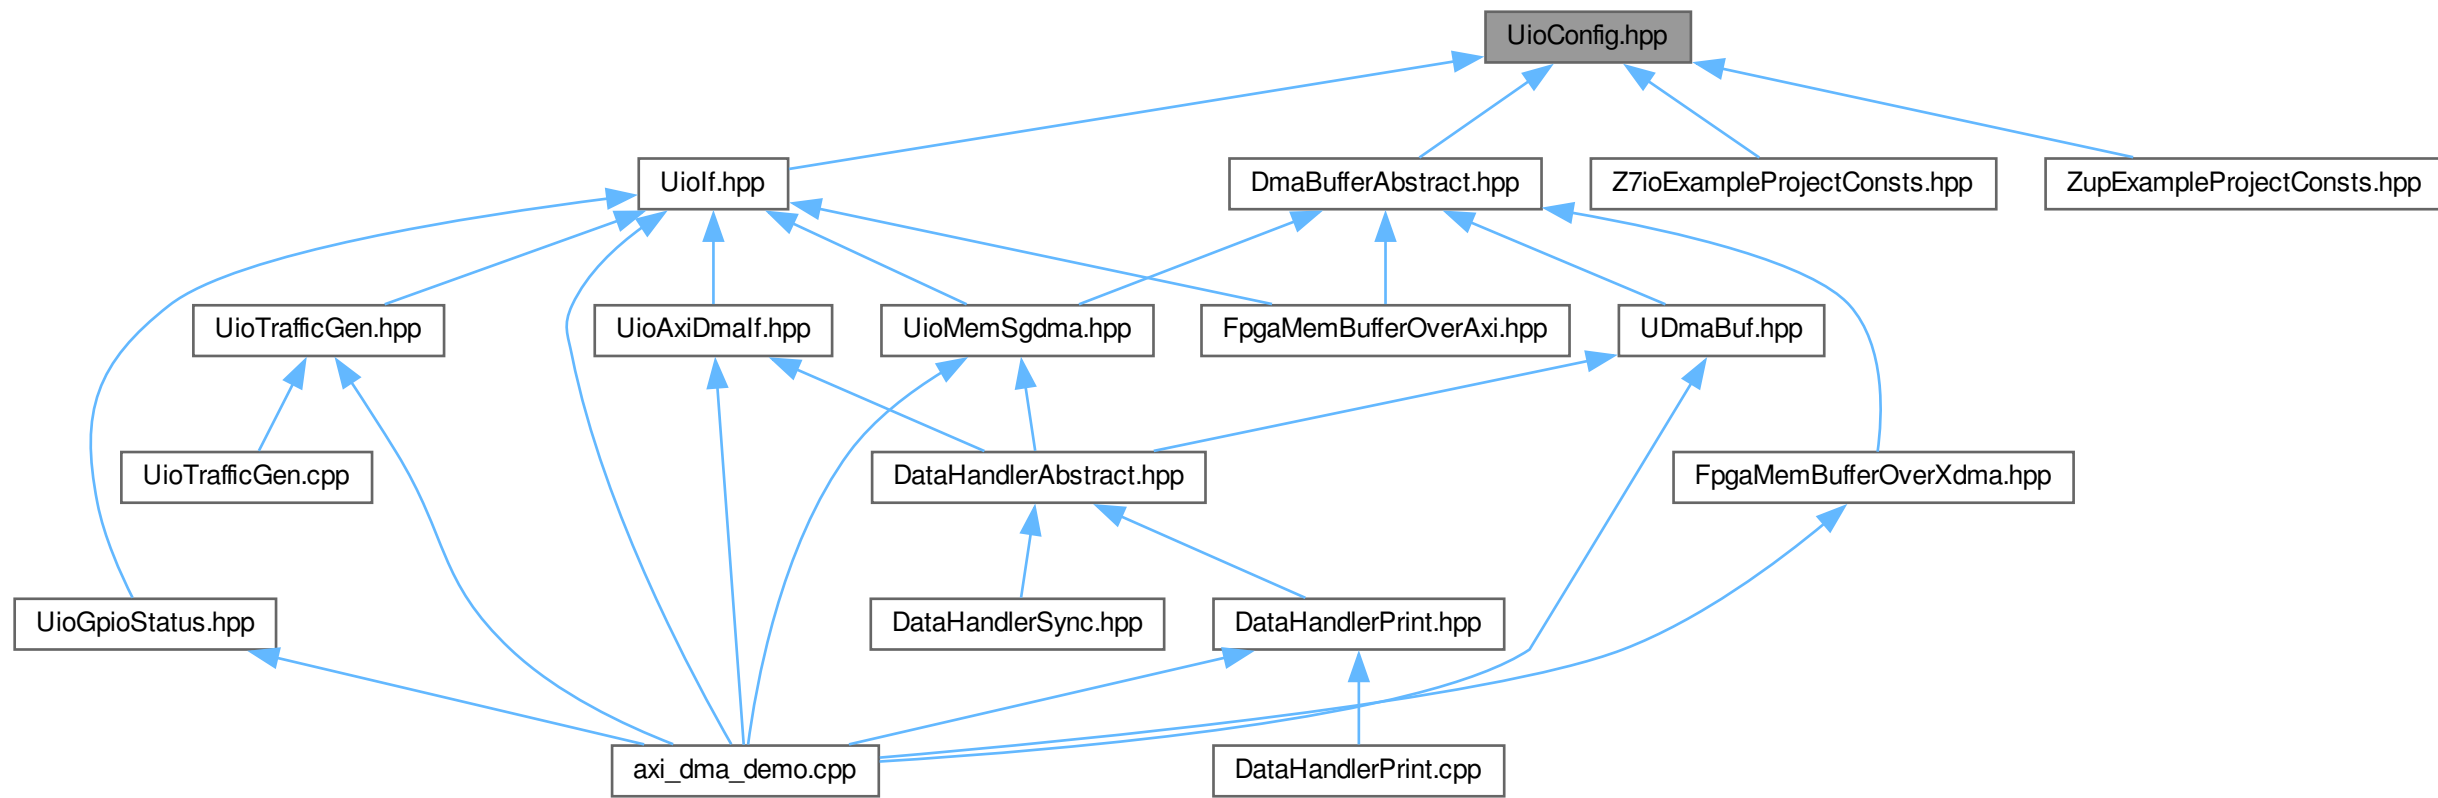 UioConfig.hpp
UioIf.hpp
DmaBufferAbstract.hpp
Z7ioExampleProjectConsts.hpp
ZupExampleProjectConsts.hpp
UioTrafficGen.hpp
UioAxiDmaIf.hpp
UioMemSgdma.hpp
FpgaMemBufferOverAxi.hpp
UDmaBuf.hpp
UioTrafficGen.cpp
DataHandlerAbstract.hpp
FpgaMemBufferOverXdma.hpp
UioGpioStatus.hpp
DataHandlerSync.hpp
DataHandlerPrint.hpp
axi_dma_demo.cpp
DataHandlerPrint.cpp